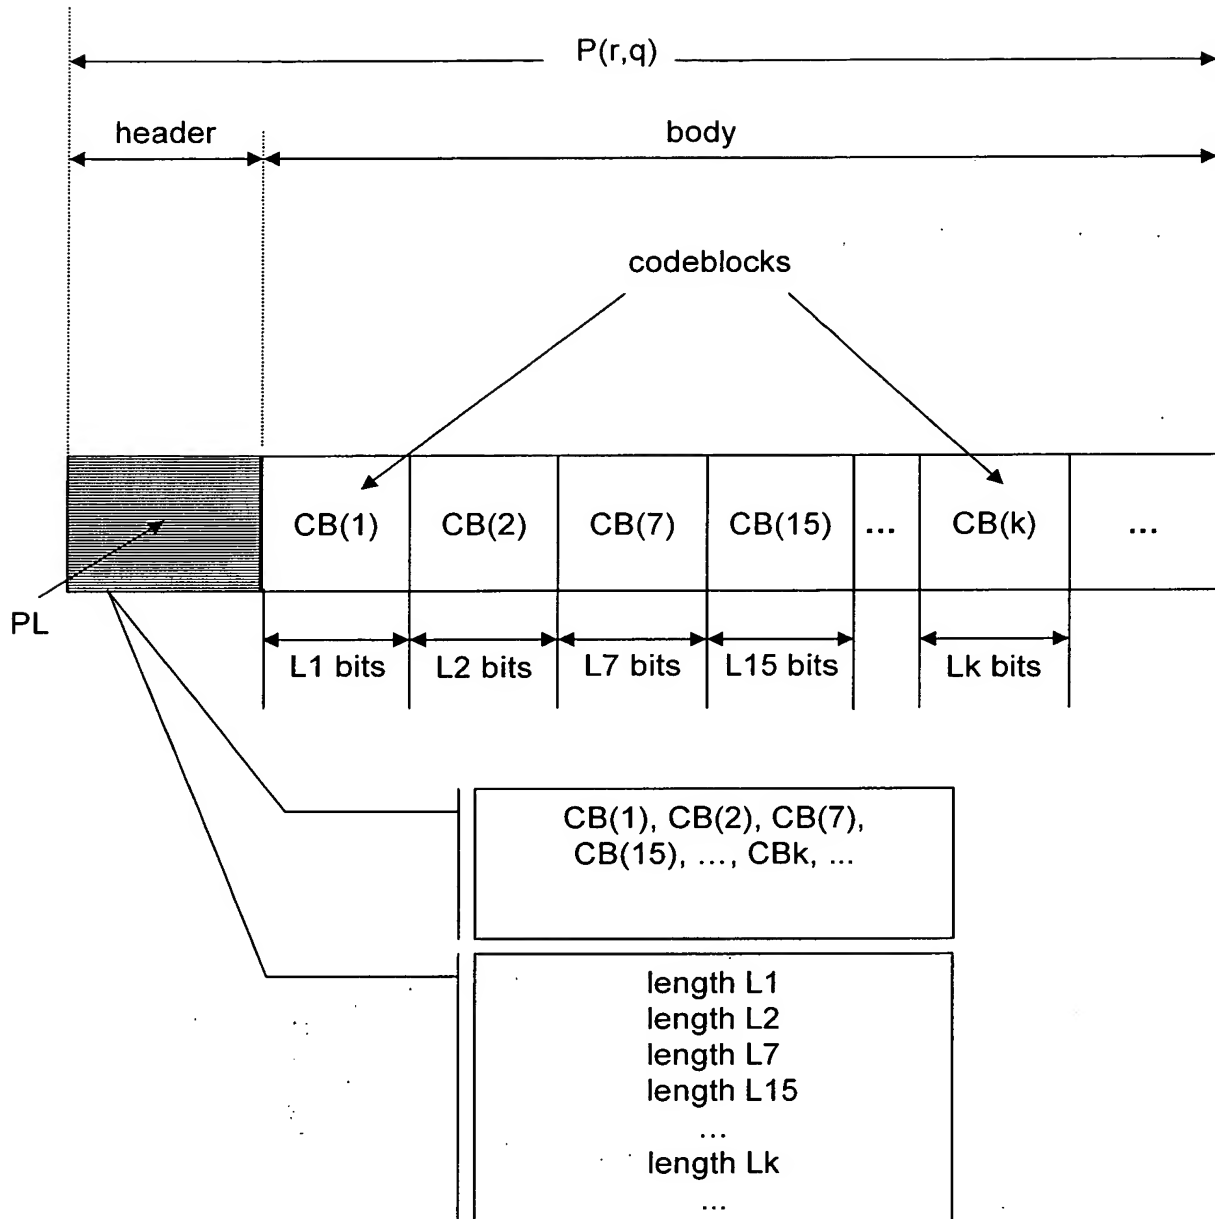 P(r,q)
header
body
codeblocks
CB(1) CB(2) CB(7) CB(15) ... CB(k) ...
PL
L1 bits L2 bits L7 bits L15 bits Lk bits
CB(1), CB(2), CB(7),
CB(15), ..., CBk, ...
length L1
length L2
length L7
length L15
...
length Lk
...